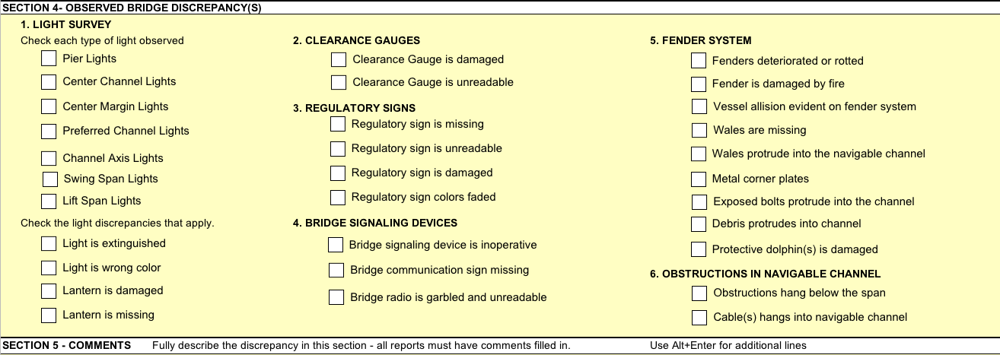 SECTION 4- OBSERVED BRIDGE DISCREPANCY(S)
1. LIGHT SURVEY
Check each type of light observed
Pier Lights
Center Channel Lights
Center Margin Lights
Preferred Channel Lights
Channel Axis Lights
Swing Span Lights
Lift Span Lights
Check the light discrepancies that apply.
Light is extinguished
Light is wrong color
Lantern is damaged
Lantern is missing
2. CLEARANCE GAUGES
Clearance Gauge is damaged
Clearance Gauge is unreadable
3. REGULATORY SIGNS
Regulatory sign is missing
Regulatory sign is unreadable
Regulatory sign is damaged
Regulatory sign colors faded
4. BRIDGE SIGNALING DEVICES
Bridge signaling device is inoperative
Bridge communication sign missing
Bridge radio is garbled and unreadable
5. FENDER SYSTEM
Fenders deteriorated or rotted
Fender is damaged by fire
Vessel allision evident on fender system
Wales are missing
Wales protrude into the navigable channel
Metal corner plates
Exposed bolts protrude into the channel
Debris protrudes into channel
Protective dolphin(s) is damaged
6. OBSTRUCTIONS IN NAVIGABLE CHANNEL
Obstructions hang below the span
Cable(s) hangs into navigable channel
SECTION 5 - COMMENTS Fully describe the discrepancy in this section - all reports must have comments filled in. Use Alt+Enter for additional lines